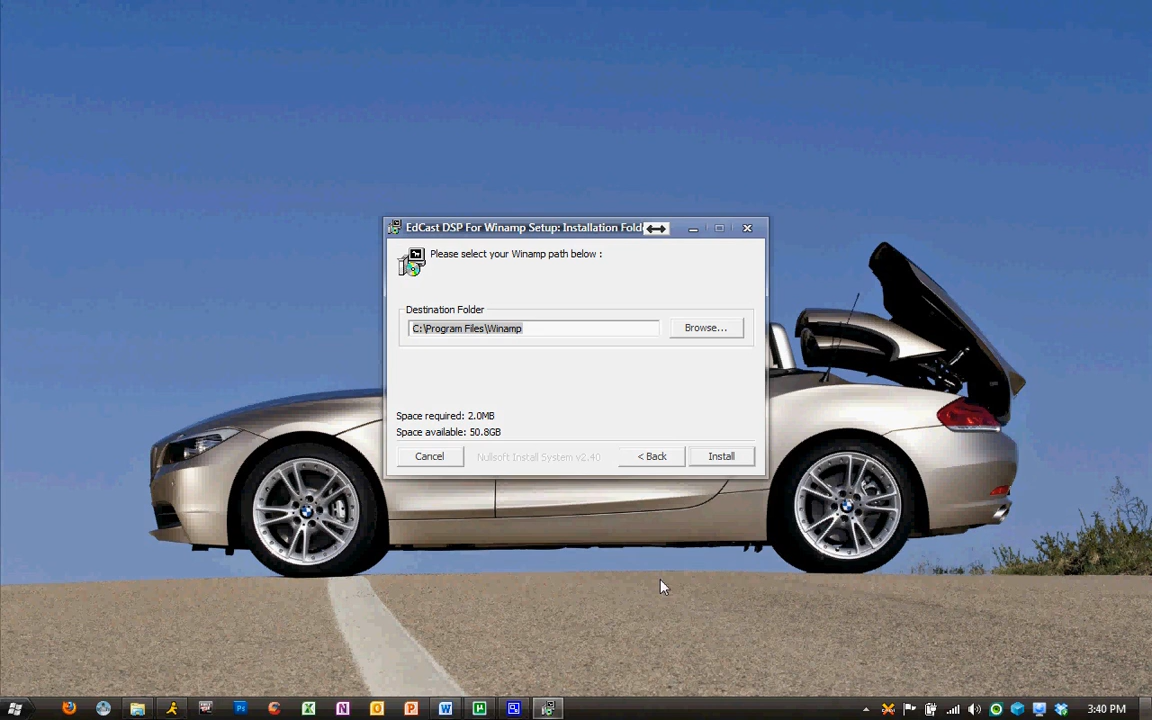 EdCast DSP For Winamp Setup: Installation Fold
Please select your Winamp path below :
Destination Folder
C:\Program Files\Winamp
Browse...
Space required: 2.0MB
Space available: 50.8GB
Cancel
Nullsoft Install System v2.40
< Back
Install
3:40 PM